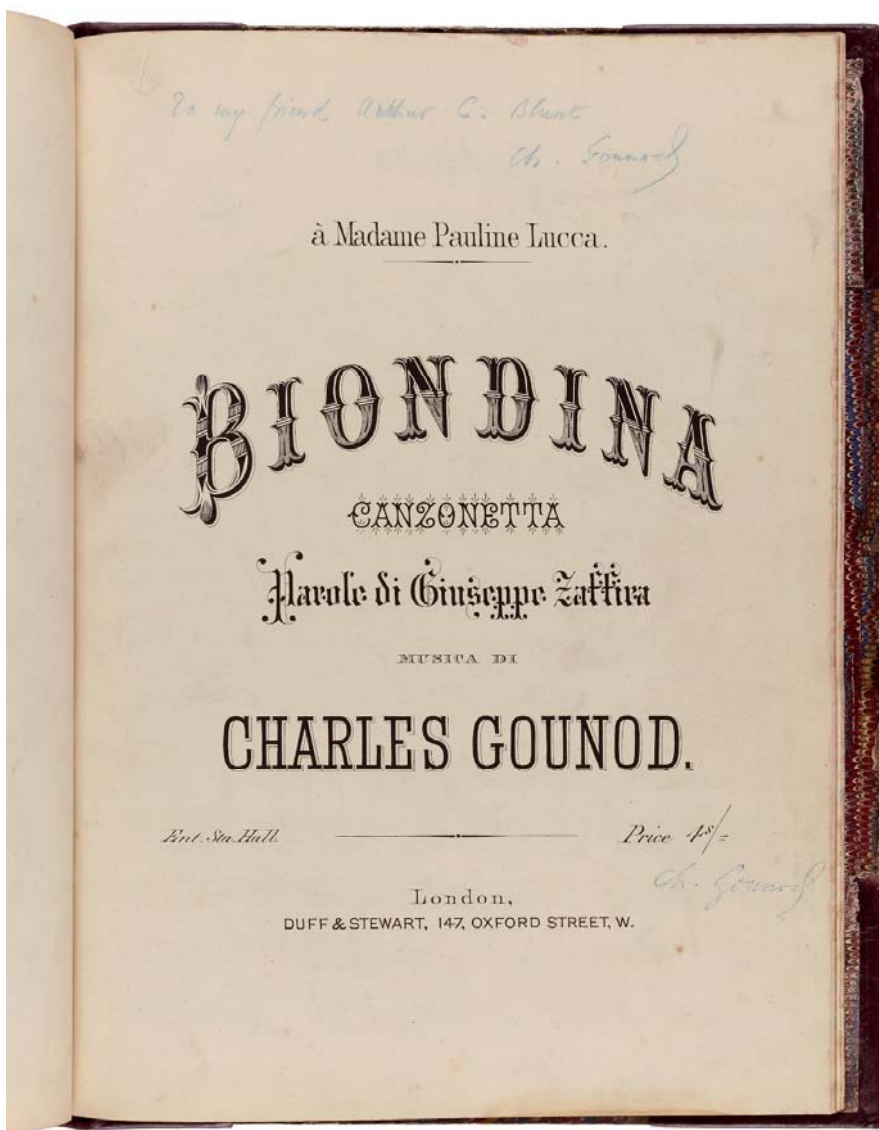 To my friend Arthur C. Blunt
Ch. Gounod
à Madame Pauline Lucca.
BIONDINA
CANZONETTA
Parole di Giuseppe Zaffira
MUSICA DI
CHARLES GOUNOD.
Ent. Sta. Hall.
Price 4s/=
Ch. Gounod
London,
DUFF & STEWART, 147, OXFORD STREET, W.